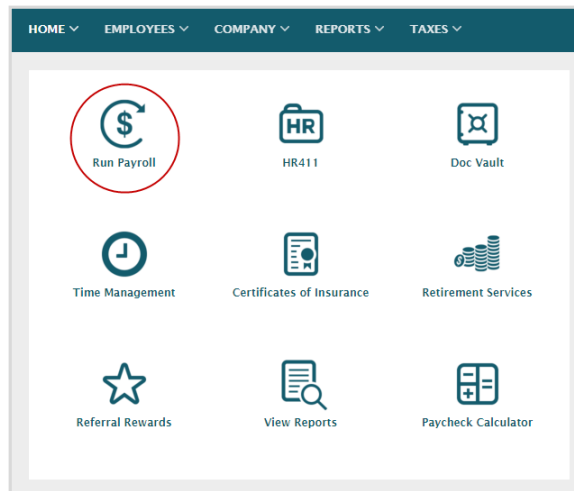 HOME EMPLOYEES COMPANY REPORTS TAXES
$ HR
Run Payroll HR411 Doc Vault
$
Time Management Certificates of Insurance Retirement Services
Referral Rewards View Reports Paycheck Calculator